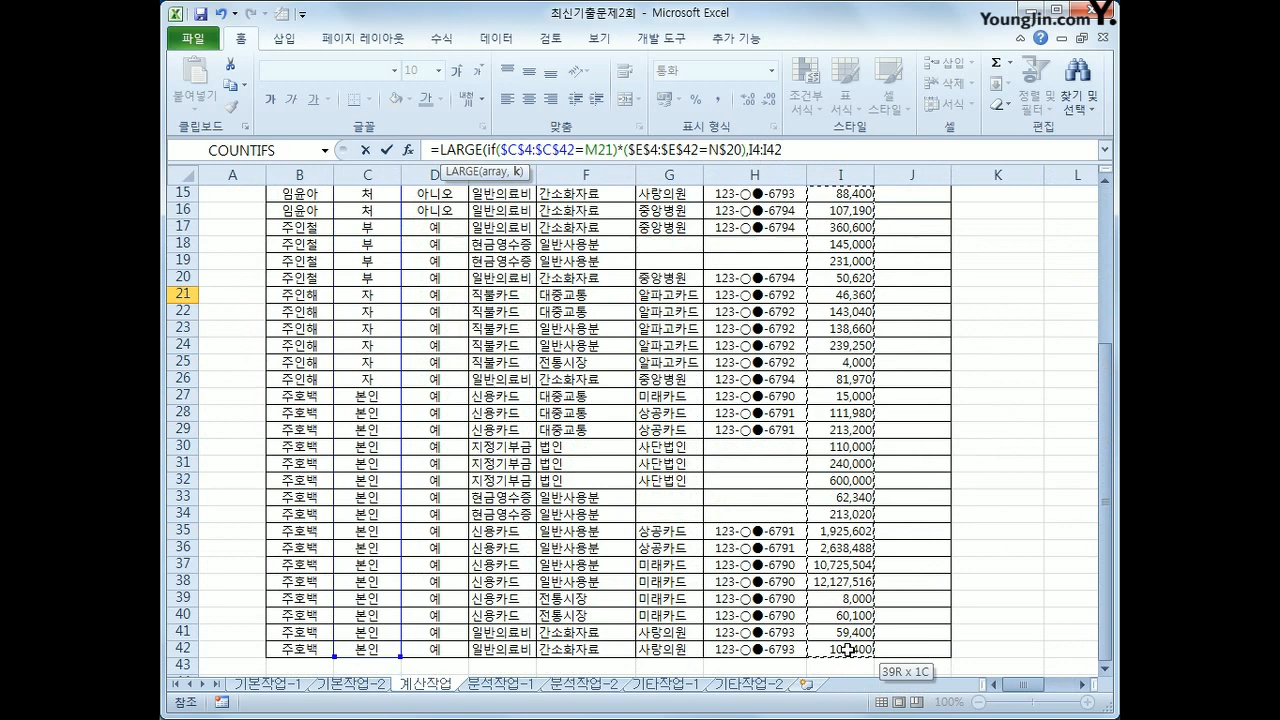 최신기출문제2회 - Microsoft Excel
YoungJin.com Y.
파일 홈 삽입 페이지 레이아웃 수식 데이터 검토 보기 개발 도구 추가 기능
붙여넣기
클립보드
10
가 가 가
글꼴
맞춤
통화
표시 형식
조건부 서식 표 서식 셀 스타일
스타일
삽입
삭제
서식
셀
정렬 및 필터 찾기 및 선택
편집
COUNTIFS =LARGE(if($C$4:$C$42=M21)*($E$4:$E$42=N$20),I4:I42
LARGE(array, k)
A B C D E F G H I J K L
15 임윤아 처 아니오 일반의료비 간소화자료 사랑의원 123-○●-6793 88,400
16 임윤아 처 아니오 일반의료비 간소화자료 중앙병원 123-○●-6794 107,190
17 주인철 부 예 일반의료비 간소화자료 중앙병원 123-○●-6794 360,600
18 주인철 부 예 현금영수증 일반사용분 145,000
19 주인철 부 예 현금영수증 일반사용분 231,000
20 주인철 부 예 일반의료비 간소화자료 중앙병원 123-○●-6794 50,620
21 주인해 자 예 직불카드 대중교통 알파고카드 123-○●-6792 46,360
22 주인해 자 예 직불카드 대중교통 알파고카드 123-○●-6792 143,040
23 주인해 자 예 직불카드 일반사용분 알파고카드 123-○●-6792 138,660
24 주인해 자 예 직불카드 일반사용분 알파고카드 123-○●-6792 239,250
25 주인해 자 예 직불카드 전통시장 알파고카드 123-○●-6792 4,000
26 주인해 자 예 일반의료비 간소화자료 중앙병원 123-○●-6794 81,970
27 주호백 본인 예 신용카드 대중교통 미래카드 123-○●-6790 15,000
28 주호백 본인 예 신용카드 대중교통 상공카드 123-○●-6791 111,980
29 주호백 본인 예 신용카드 대중교통 상공카드 123-○●-6791 213,200
30 주호백 본인 예 지정기부금 법인 사단법인 110,000
31 주호백 본인 예 지정기부금 법인 사단법인 240,000
32 주호백 본인 예 지정기부금 법인 사단법인 600,000
33 주호백 본인 예 현금영수증 일반사용분 62,340
34 주호백 본인 예 현금영수증 일반사용분 213,020
35 주호백 본인 예 신용카드 일반사용분 상공카드 123-○●-6791 1,925,602
36 주호백 본인 예 신용카드 일반사용분 상공카드 123-○●-6791 2,638,488
37 주호백 본인 예 신용카드 일반사용분 미래카드 123-○●-6790 10,725,504
38 주호백 본인 예 신용카드 일반사용분 미래카드 123-○●-6790 12,127,516
39 주호백 본인 예 신용카드 전통시장 미래카드 123-○●-6790 8,000
40 주호백 본인 예 신용카드 전통시장 미래카드 123-○●-6790 60,100
41 주호백 본인 예 일반의료비 간소화자료 사랑의원 123-○●-6793 59,400
42 주호백 본인 예 일반의료비 간소화자료 사랑의원 123-○●-6793
43
39R x 1C
기본작업-1 기본작업-2 계산작업 분석작업-1 분석작업-2 기타작업-1 기타작업-2
참조 100%